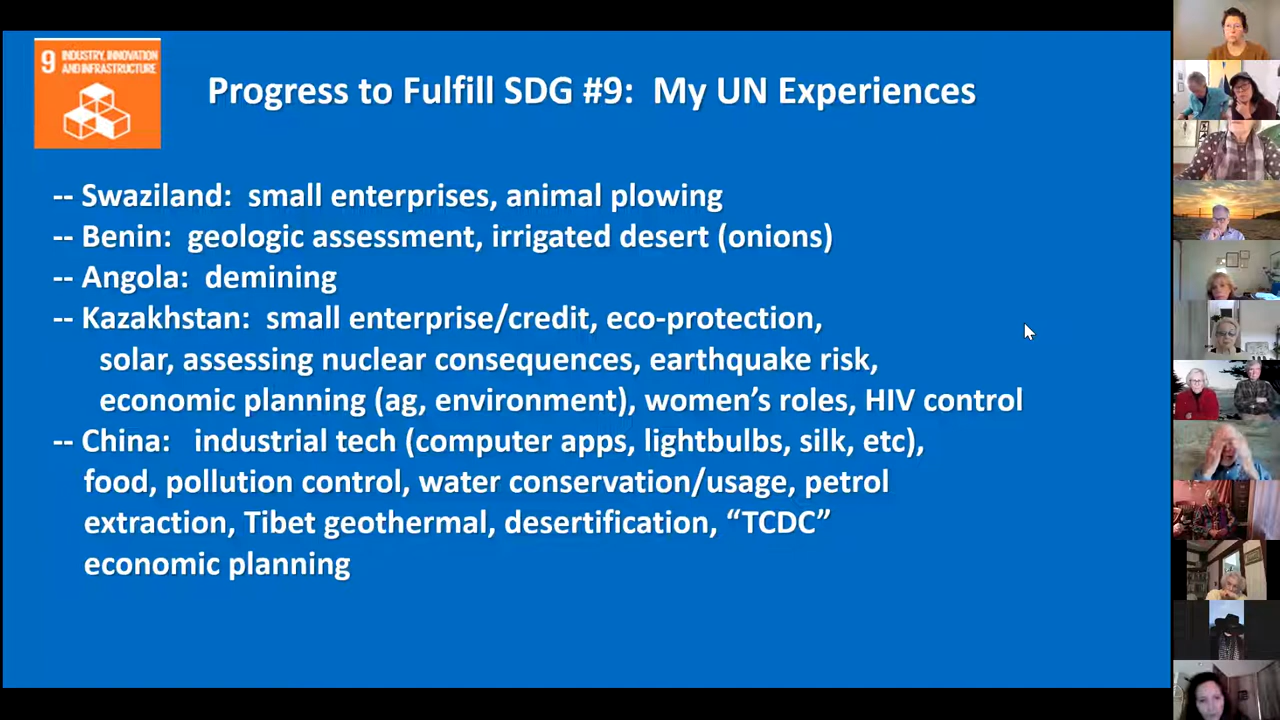 9 INDUSTRY, INNOVATION
AND INFRASTRUCTURE
Progress to Fulfill SDG #9:  My UN Experiences
-- Swaziland:  small enterprises, animal plowing
-- Benin:  geologic assessment, irrigated desert (onions)
-- Angola:  demining
-- Kazakhstan:  small enterprise/credit, eco-protection,
solar, assessing nuclear consequences, earthquake risk,
economic planning (ag, environment), women’s roles, HIV control
-- China:   industrial tech (computer apps, lightbulbs, silk, etc),
food, pollution control, water conservation/usage, petrol
extraction, Tibet geothermal, desertification, “TCDC”
economic planning